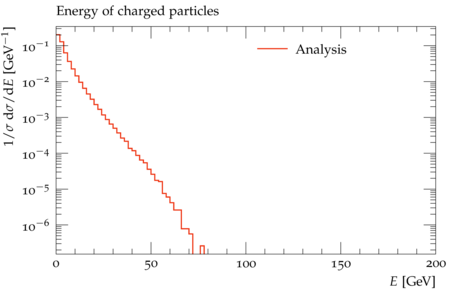 Energy of charged particles
1/σ dσ/dE [GeV⁻¹]
Analysis
10⁻¹
10⁻²
10⁻³
10⁻⁴
10⁻⁵
10⁻⁶
0 50 100 150 200
E [GeV]